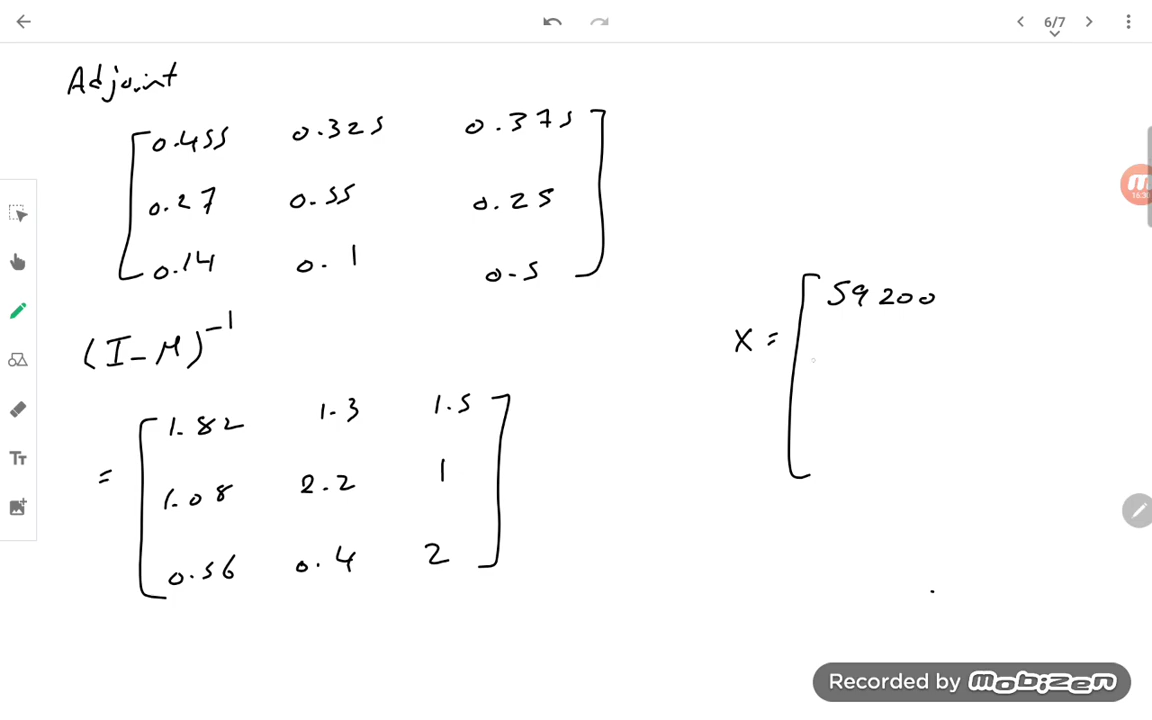 6/7
Adjoint
0.455 0.325 0.375
0.27 0.55 0.25
0.14 0.1 0.5
(I-M)⁻¹
= 1.82 1.3 1.5
1.08 2.2 1
0.56 0.4 2
X = 59200
Tт
Recorded by mobizen